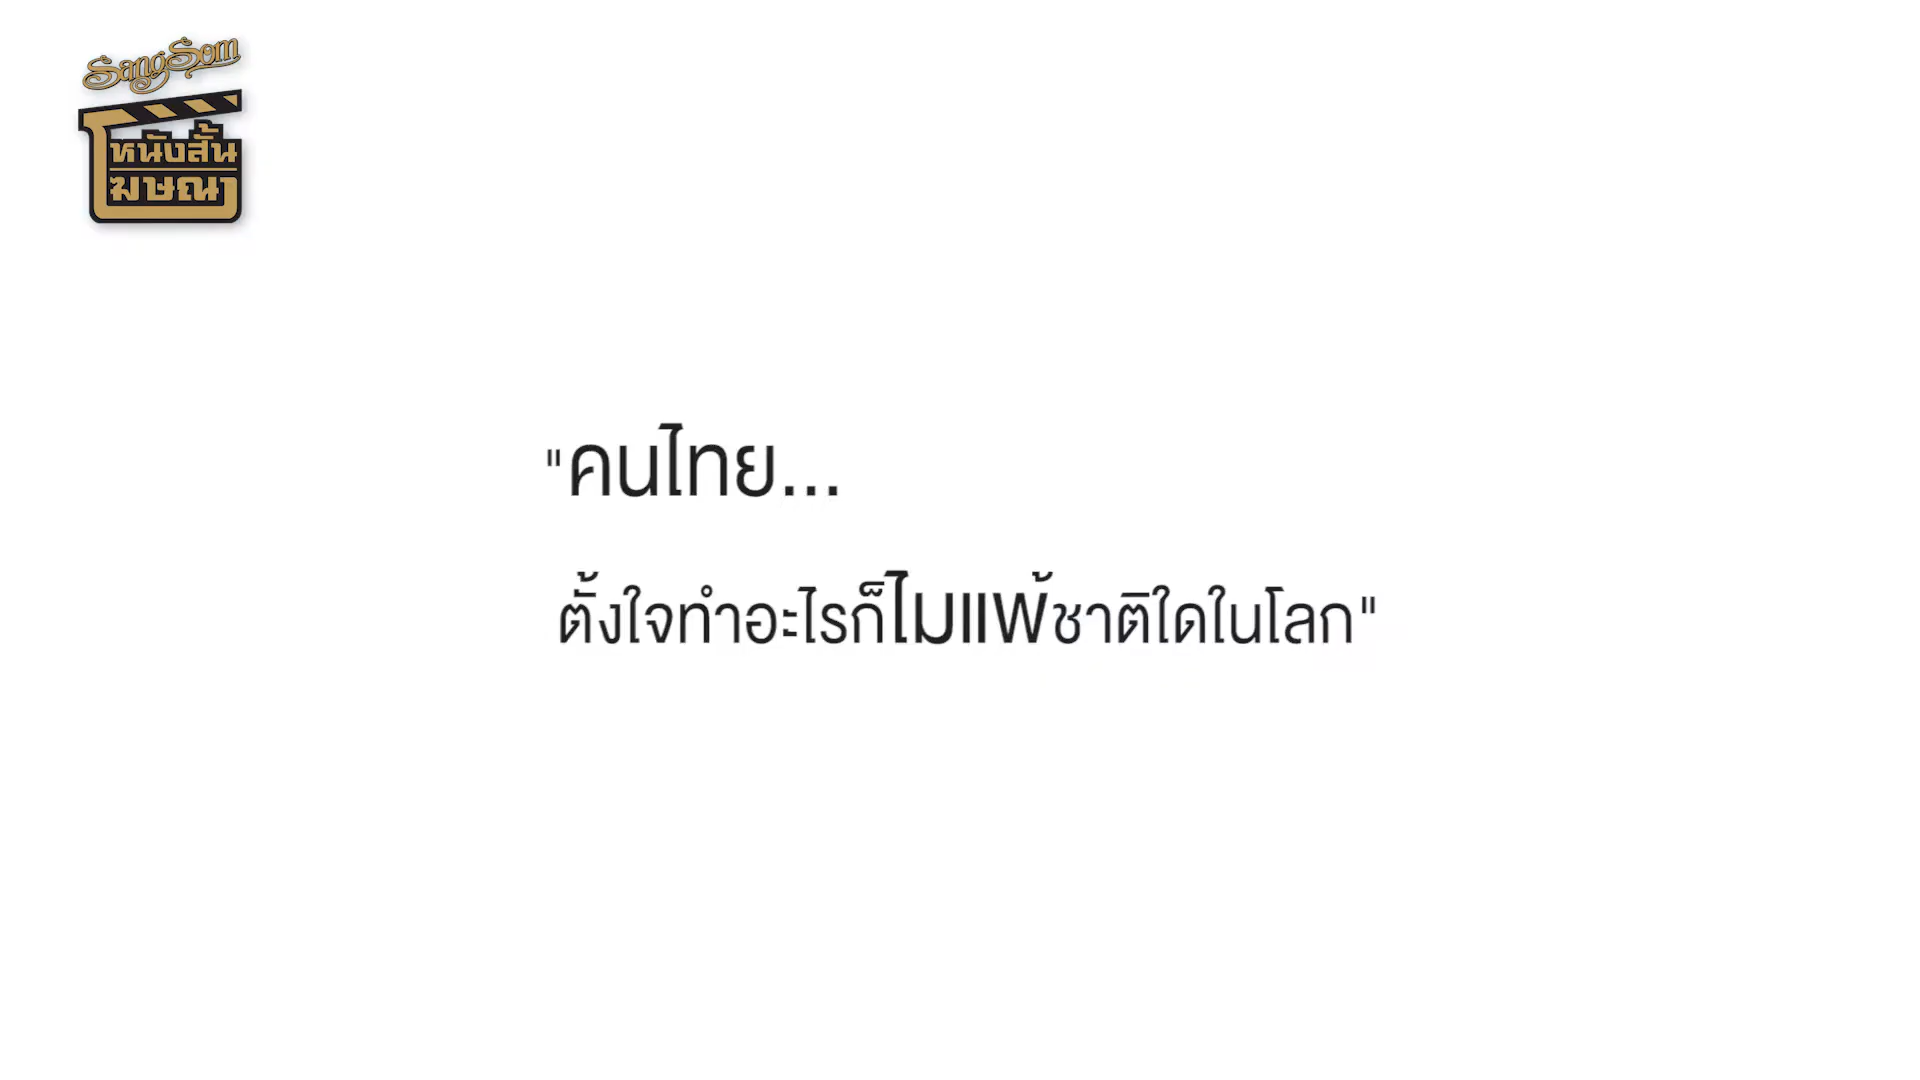 SangSom
หนังสั้น
โฆษณา
"คนไทย...
ตั้งใจทำอะไรก็ไมแพ้ชาติใดในโลก"